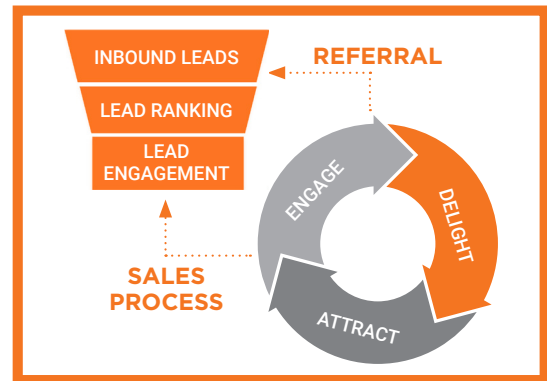 INBOUND LEADS
REFERRAL
LEAD RANKING
LEAD
ENGAGEMENT
ENGAGE
DELIGHT
SALES
PROCESS
ATTRACT